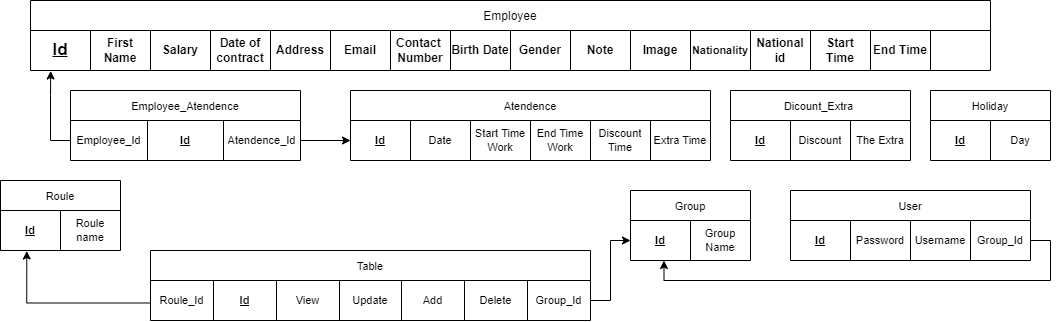 Employee
Id First Name Salary Date of contract Address Email Contact Number Birth Date Gender Note Image Nationality National id Start Time End Time
Employee_Atendence
Employee_Id Id Atendence_Id
Atendence
Id Date Start Time Work End Time Work Discount Time Extra Time
Dicount_Extra
Id Discount The Extra
Holiday
Id Day
Roule
Id Roule name
Group
Id Group Name
User
Id Password Username Group_Id
Table
Roule_Id Id View Update Add Delete Group_Id